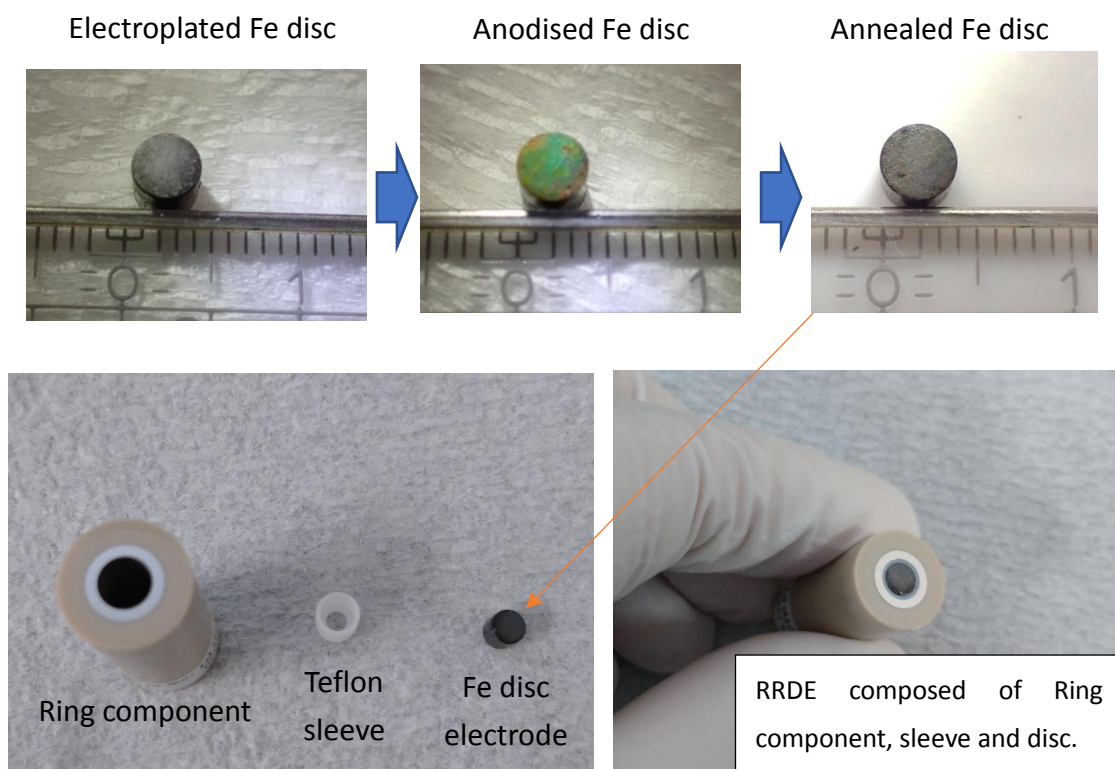 Electroplated Fe disc
Anodised Fe disc
Annealed Fe disc
0 1
0 1
0 1
Ring component
Teflon
sleeve
Fe disc
electrode
RRDE composed of Ring
component, sleeve and disc.